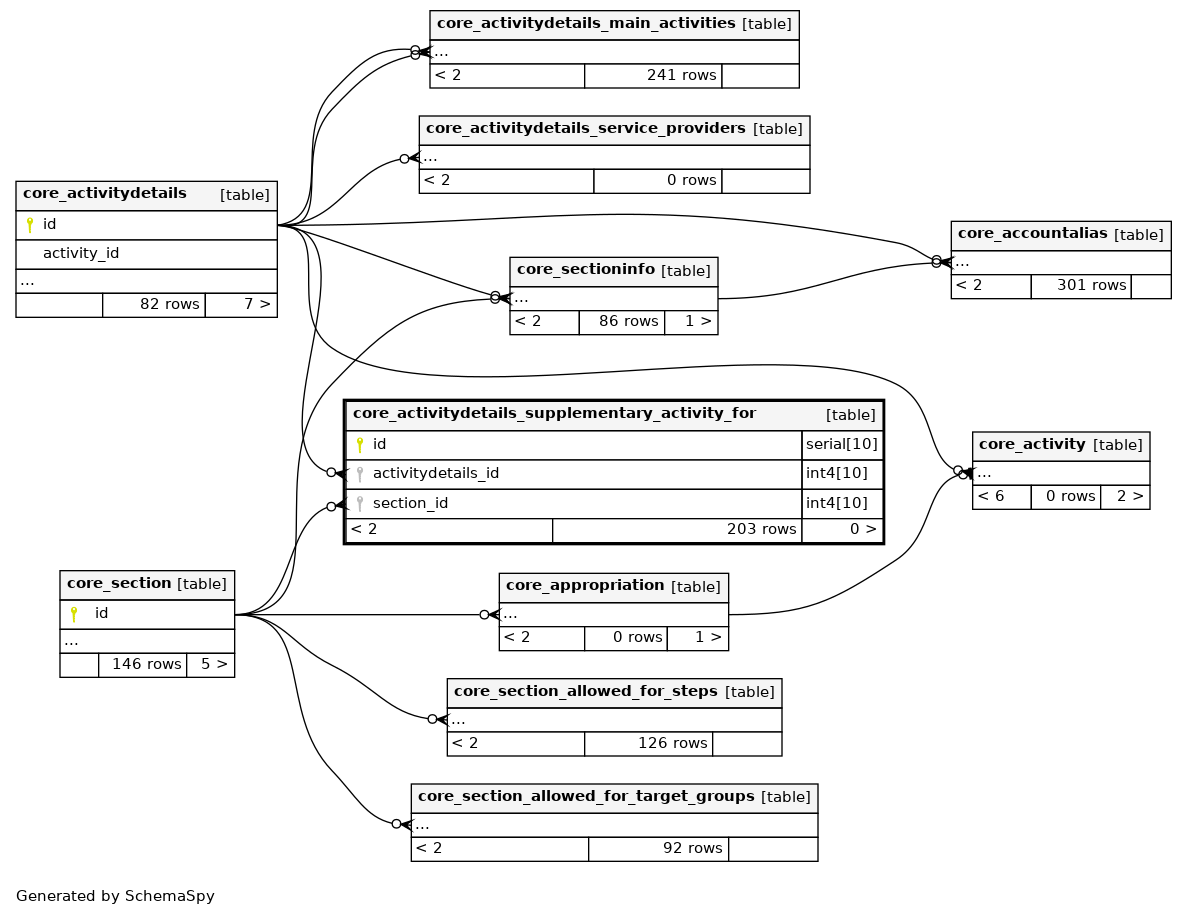 core_activitydetails_main_activities [table]
...
< 2 241 rows
core_activitydetails_service_providers [table]
...
< 2 0 rows
core_activitydetails [table]
id
activity_id
...
82 rows 7 >
core_accountalias [table]
...
< 2 301 rows
core_sectioninfo [table]
...
< 2 86 rows 1 >
core_activitydetails_supplementary_activity_for [table]
id serial[10]
activitydetails_id int4[10]
section_id int4[10]
< 2 203 rows 0 >
core_activity [table]
...
< 6 0 rows 2 >
core_section [table]
id
...
146 rows 5 >
core_appropriation [table]
...
< 2 0 rows 1 >
core_section_allowed_for_steps [table]
...
< 2 126 rows
core_section_allowed_for_target_groups [table]
...
< 2 92 rows
Generated by SchemaSpy